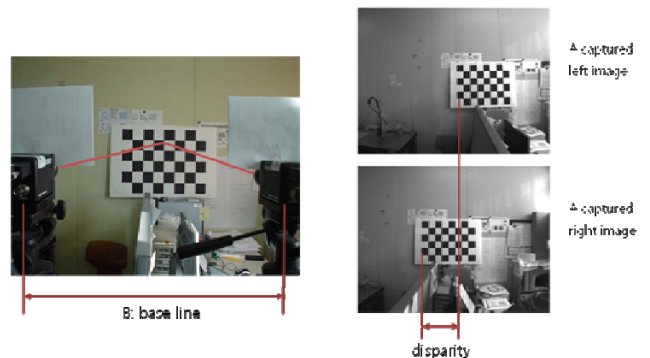 A captured
left image
A captured
right image
B: base line
disparity